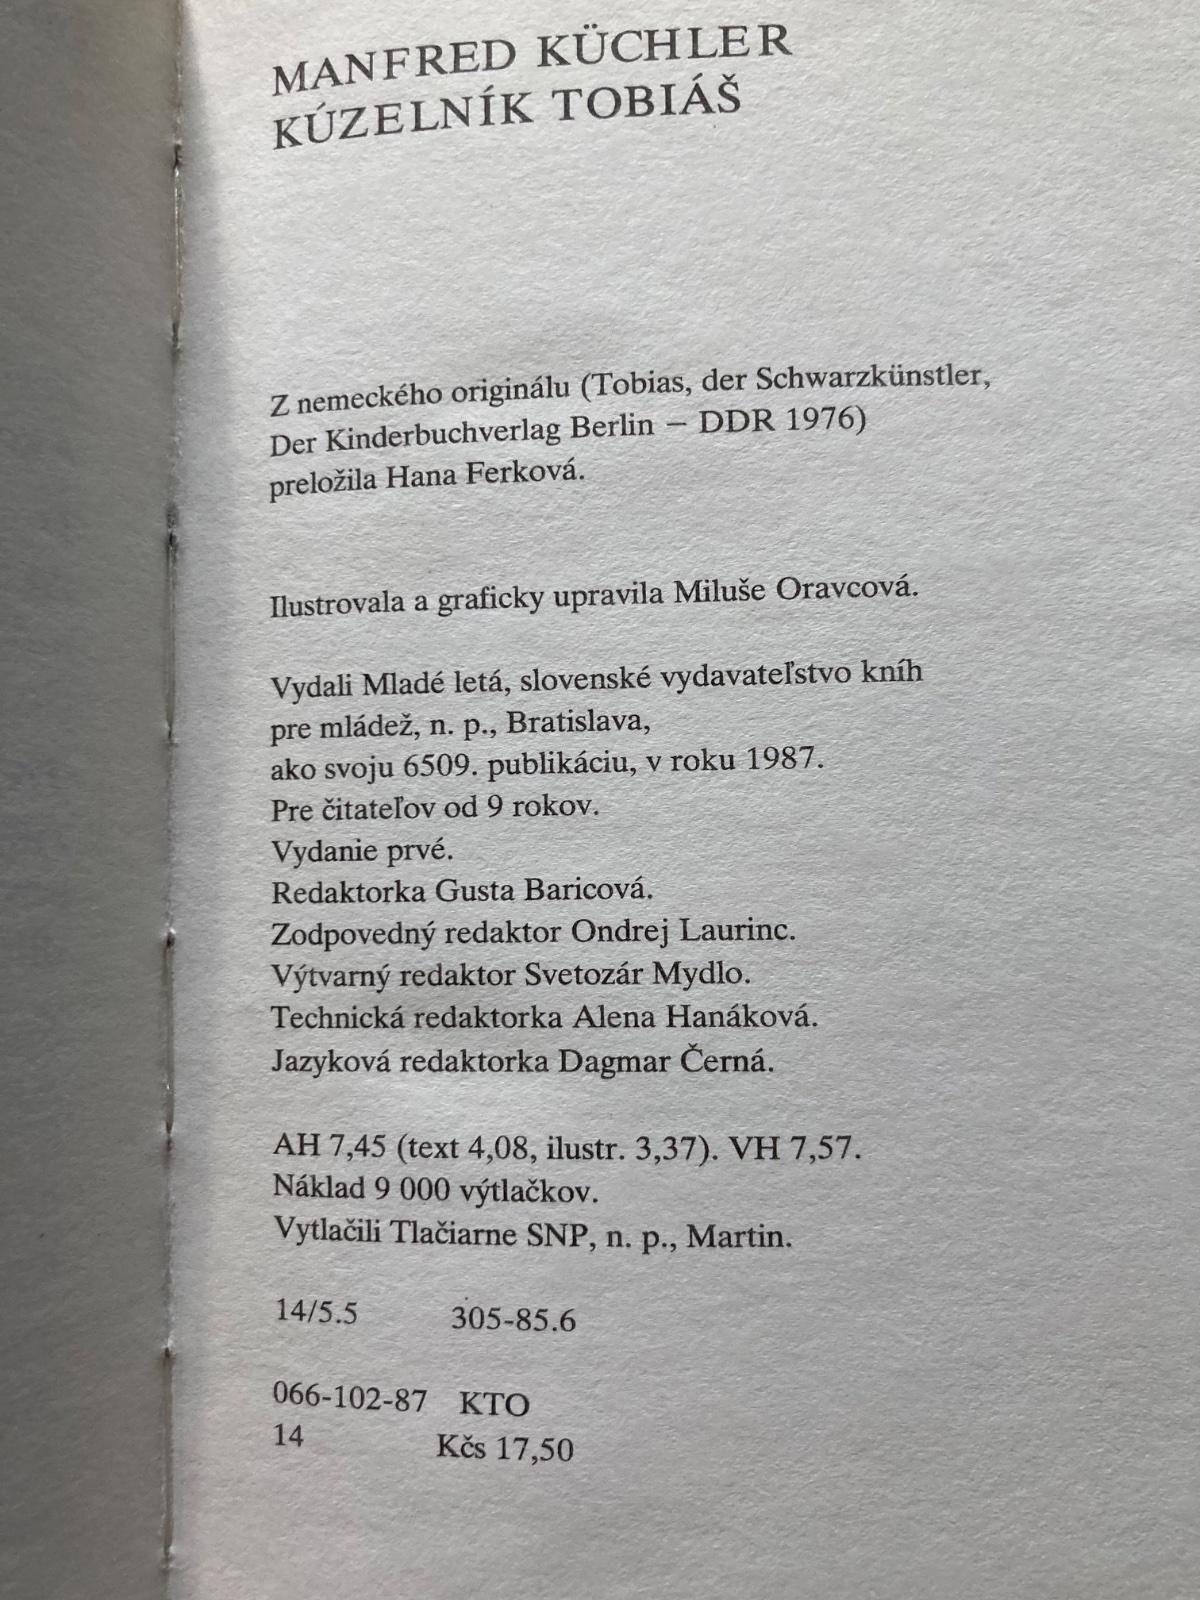 MANFRED KÜCHLER
KÚZELNÍK TOBIÁŠ
Z nemeckého originálu (Tobias, der Schwarzkünstler,
Der Kinderbuchverlag Berlin – DDR 1976)
preložila Hana Ferková.
Ilustrovala a graficky upravila Miluše Oravcová.
Vydali Mladé letá, slovenské vydavateľstvo kníh
pre mládež, n. p., Bratislava,
ako svoju 6509. publikáciu, v roku 1987.
Pre čitateľov od 9 rokov.
Vydanie prvé.
Redaktorka Gusta Baricová.
Zodpovedný redaktor Ondrej Laurinc.
Výtvarný redaktor Svetozár Mydlo.
Technická redaktorka Alena Hanáková.
Jazyková redaktorka Dagmar Černá.
AH 7,45 (text 4,08, ilustr. 3,37). VH 7,57.
Náklad 9 000 výtlačkov.
Vytlačili Tlačiarne SNP, n. p., Martin.
14/5.5 305-85.6
066-102-87 KTO
14 Kčs 17,50